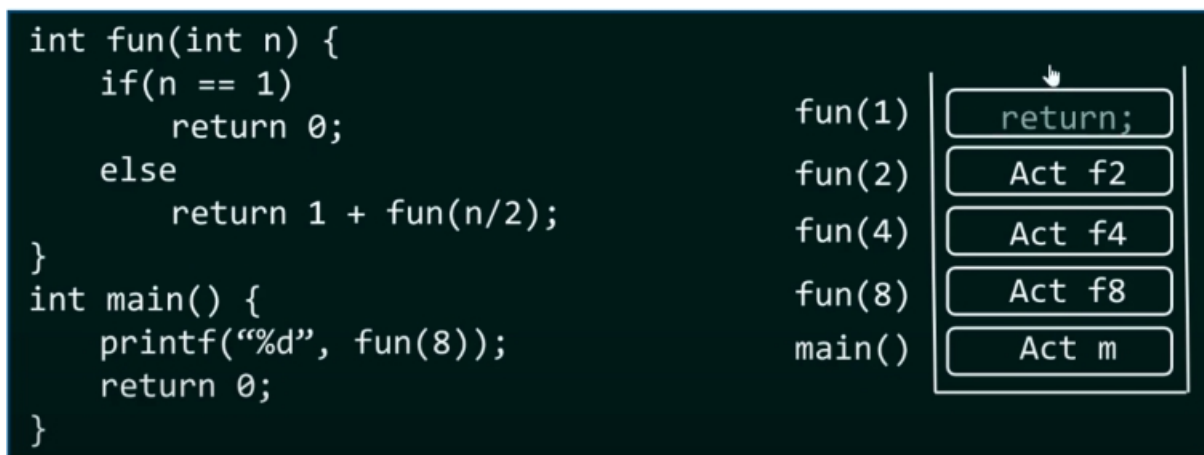 int fun(int n) {
    if(n == 1)
        return 0;
    else
        return 1 + fun(n/2);
}
int main() {
    printf(“%d”, fun(8));
    return 0;
}
fun(1) return;
fun(2) Act f2
fun(4) Act f4
fun(8) Act f8
main() Act m